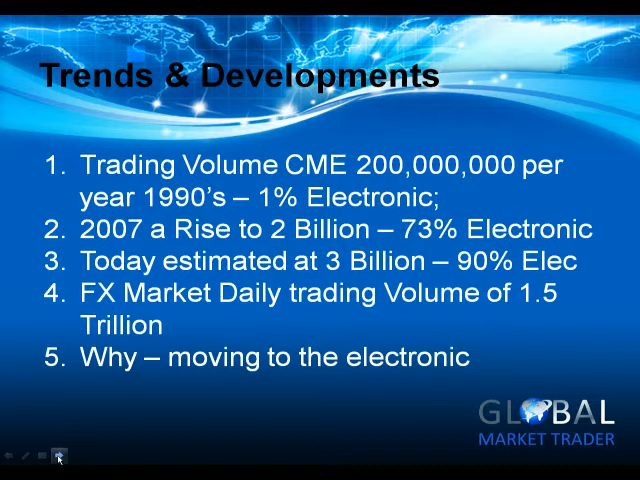 Trends & Developments
1. Trading Volume CME 200,000,000 per
year 1990's – 1% Electronic;
2. 2007 a Rise to 2 Billion – 73% Electronic
3. Today estimated at 3 Billion – 90% Elec
4. FX Market Daily trading Volume of 1.5
Trillion
5. Why – moving to the electronic
GLOBAL
MARKET TRADER